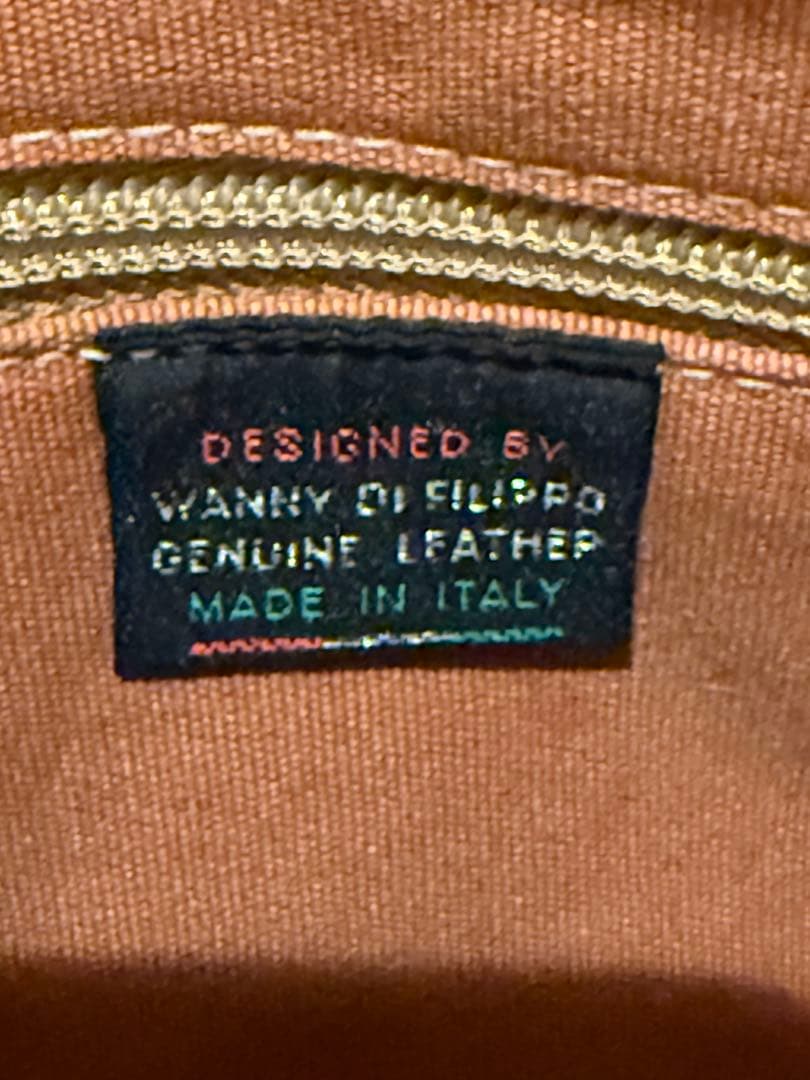 DESIGNED BY
WANNY DI FILIPPO
GENUINE LEATHER
MADE IN ITALY